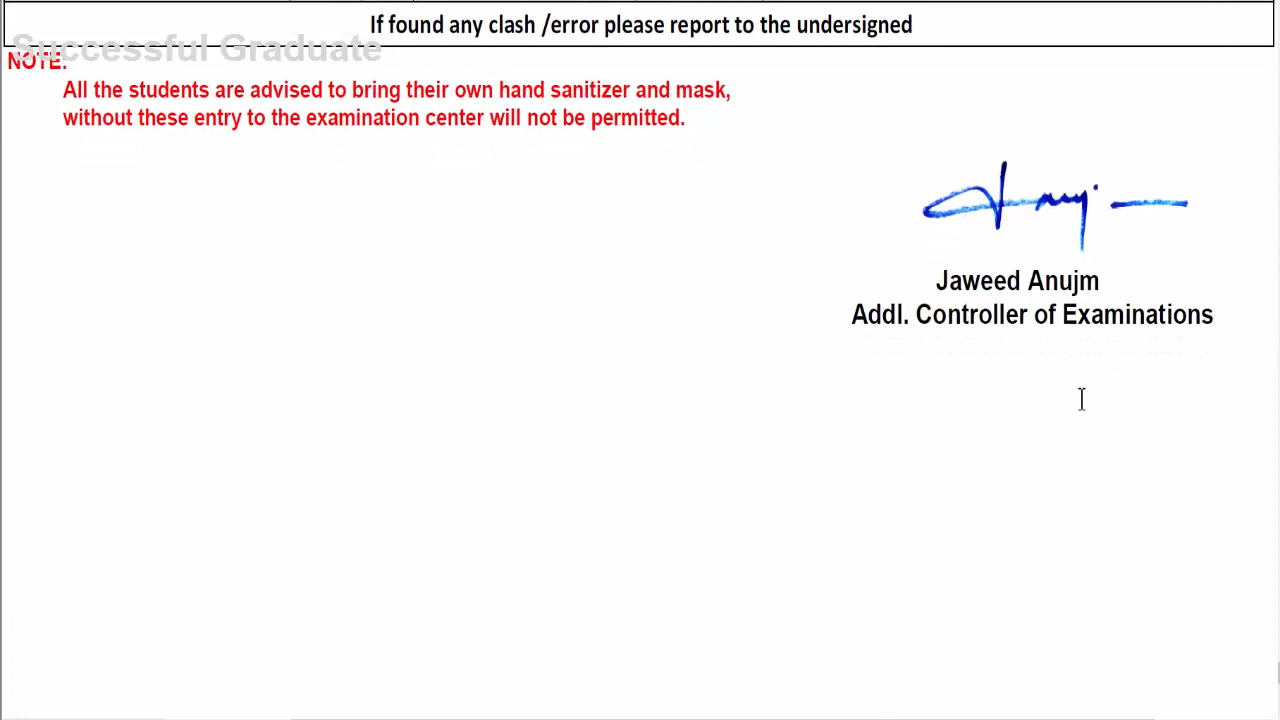 If found any clash /error please report to the undersigned
Successful Graduate
NOTE:
All the students are advised to bring their own hand sanitizer and mask,
without these entry to the examination center will not be permitted.
Jaweed Anujm
Addl. Controller of Examinations